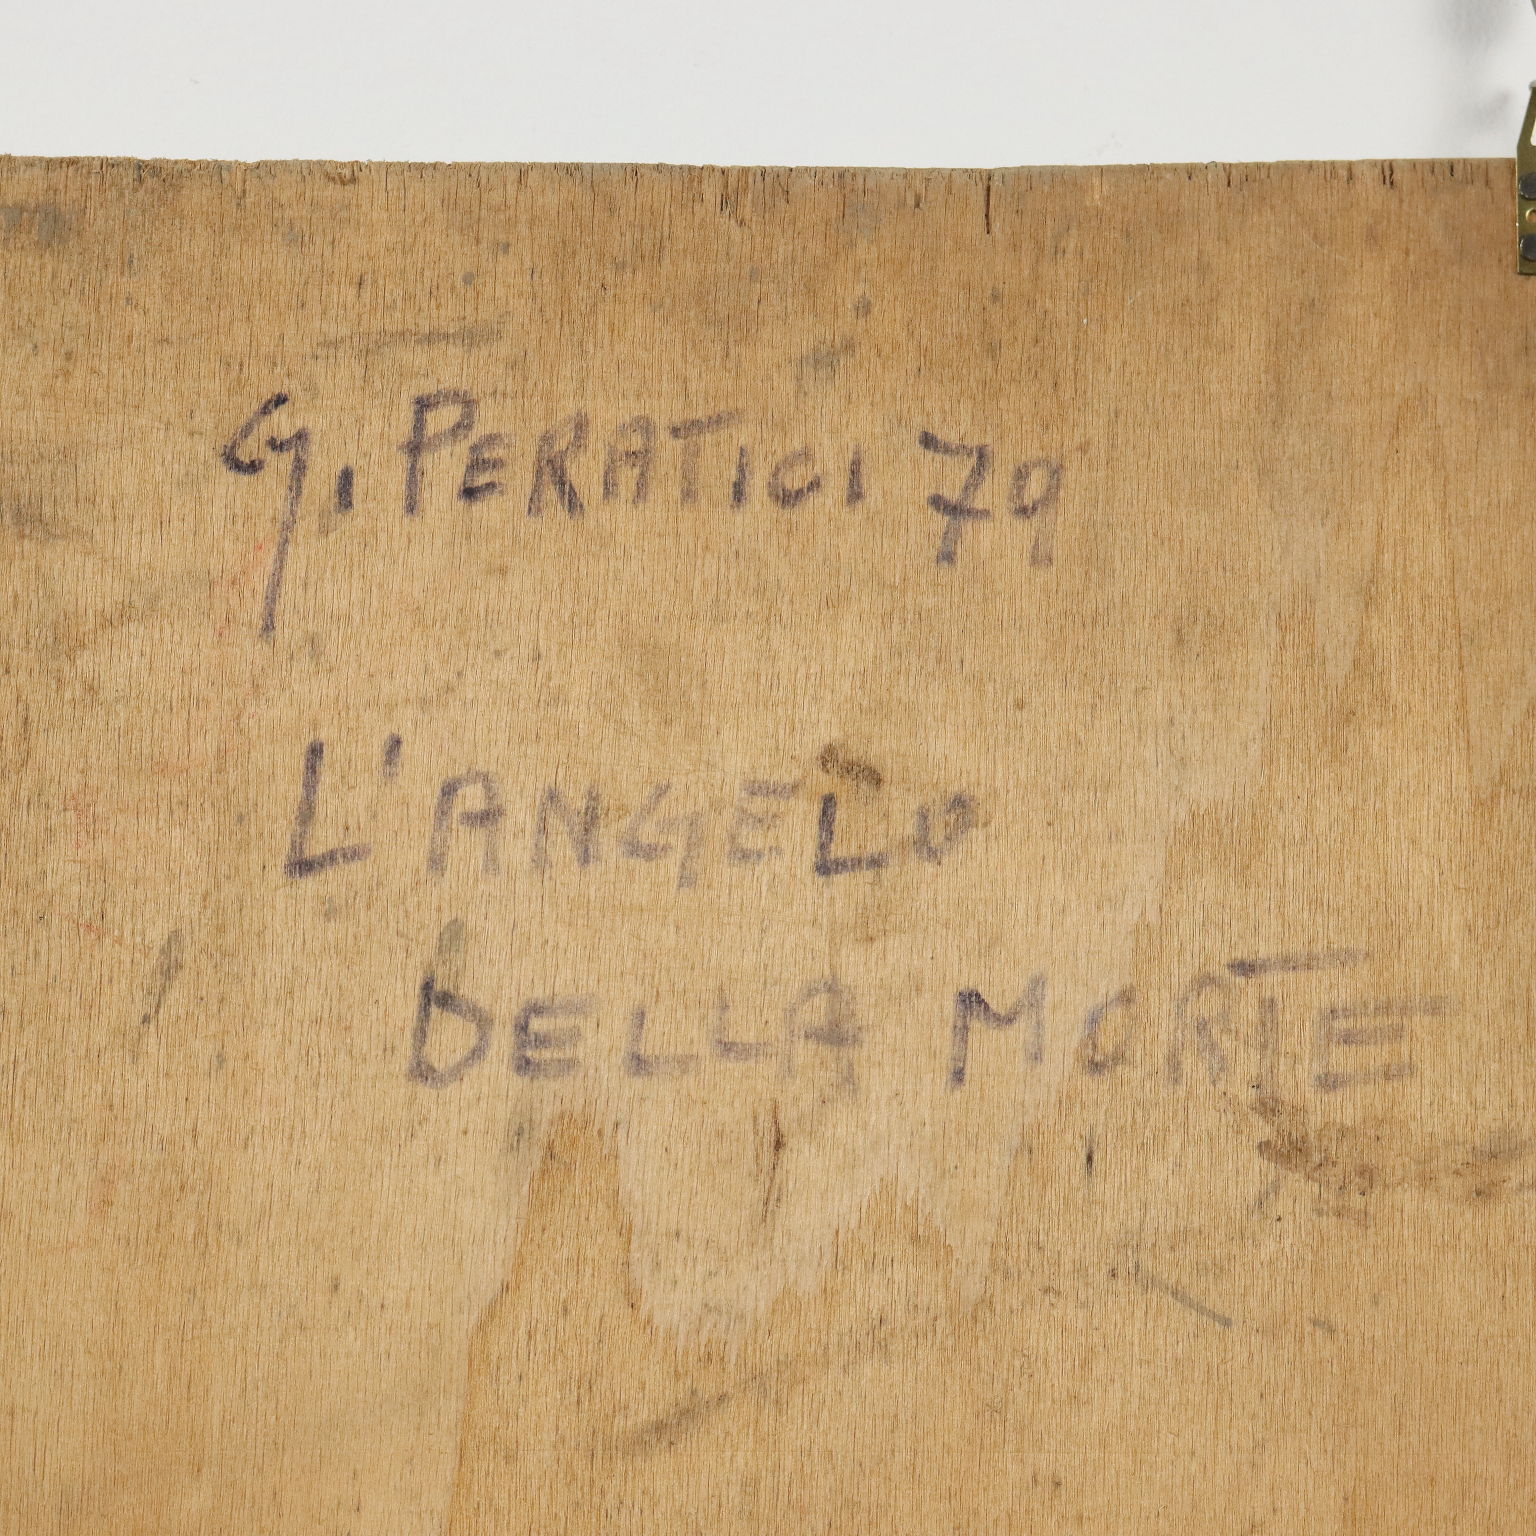 G. PERATICI 79
L'ANGELO
DELLA MORTE